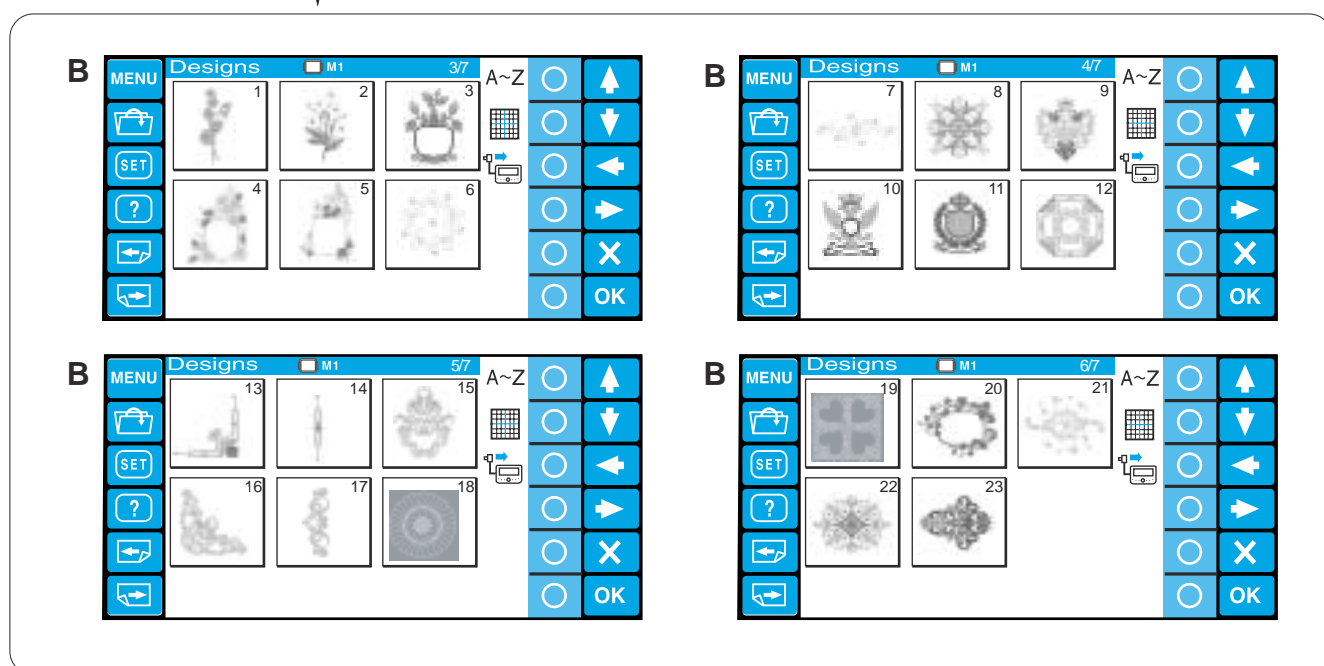 B
Designs M1 3/7
MENU
A~Z
1 2 3
SET
?
4 5 6
OK
B
Designs M1 4/7
MENU
A~Z
7 8 9
SET
?
10 11 12
OK
B
Designs M1 5/7
MENU
A~Z
13 14 15
SET
?
16 17 18
OK
B
Designs M1 6/7
MENU
A~Z
19 20 21
SET
?
22 23
OK